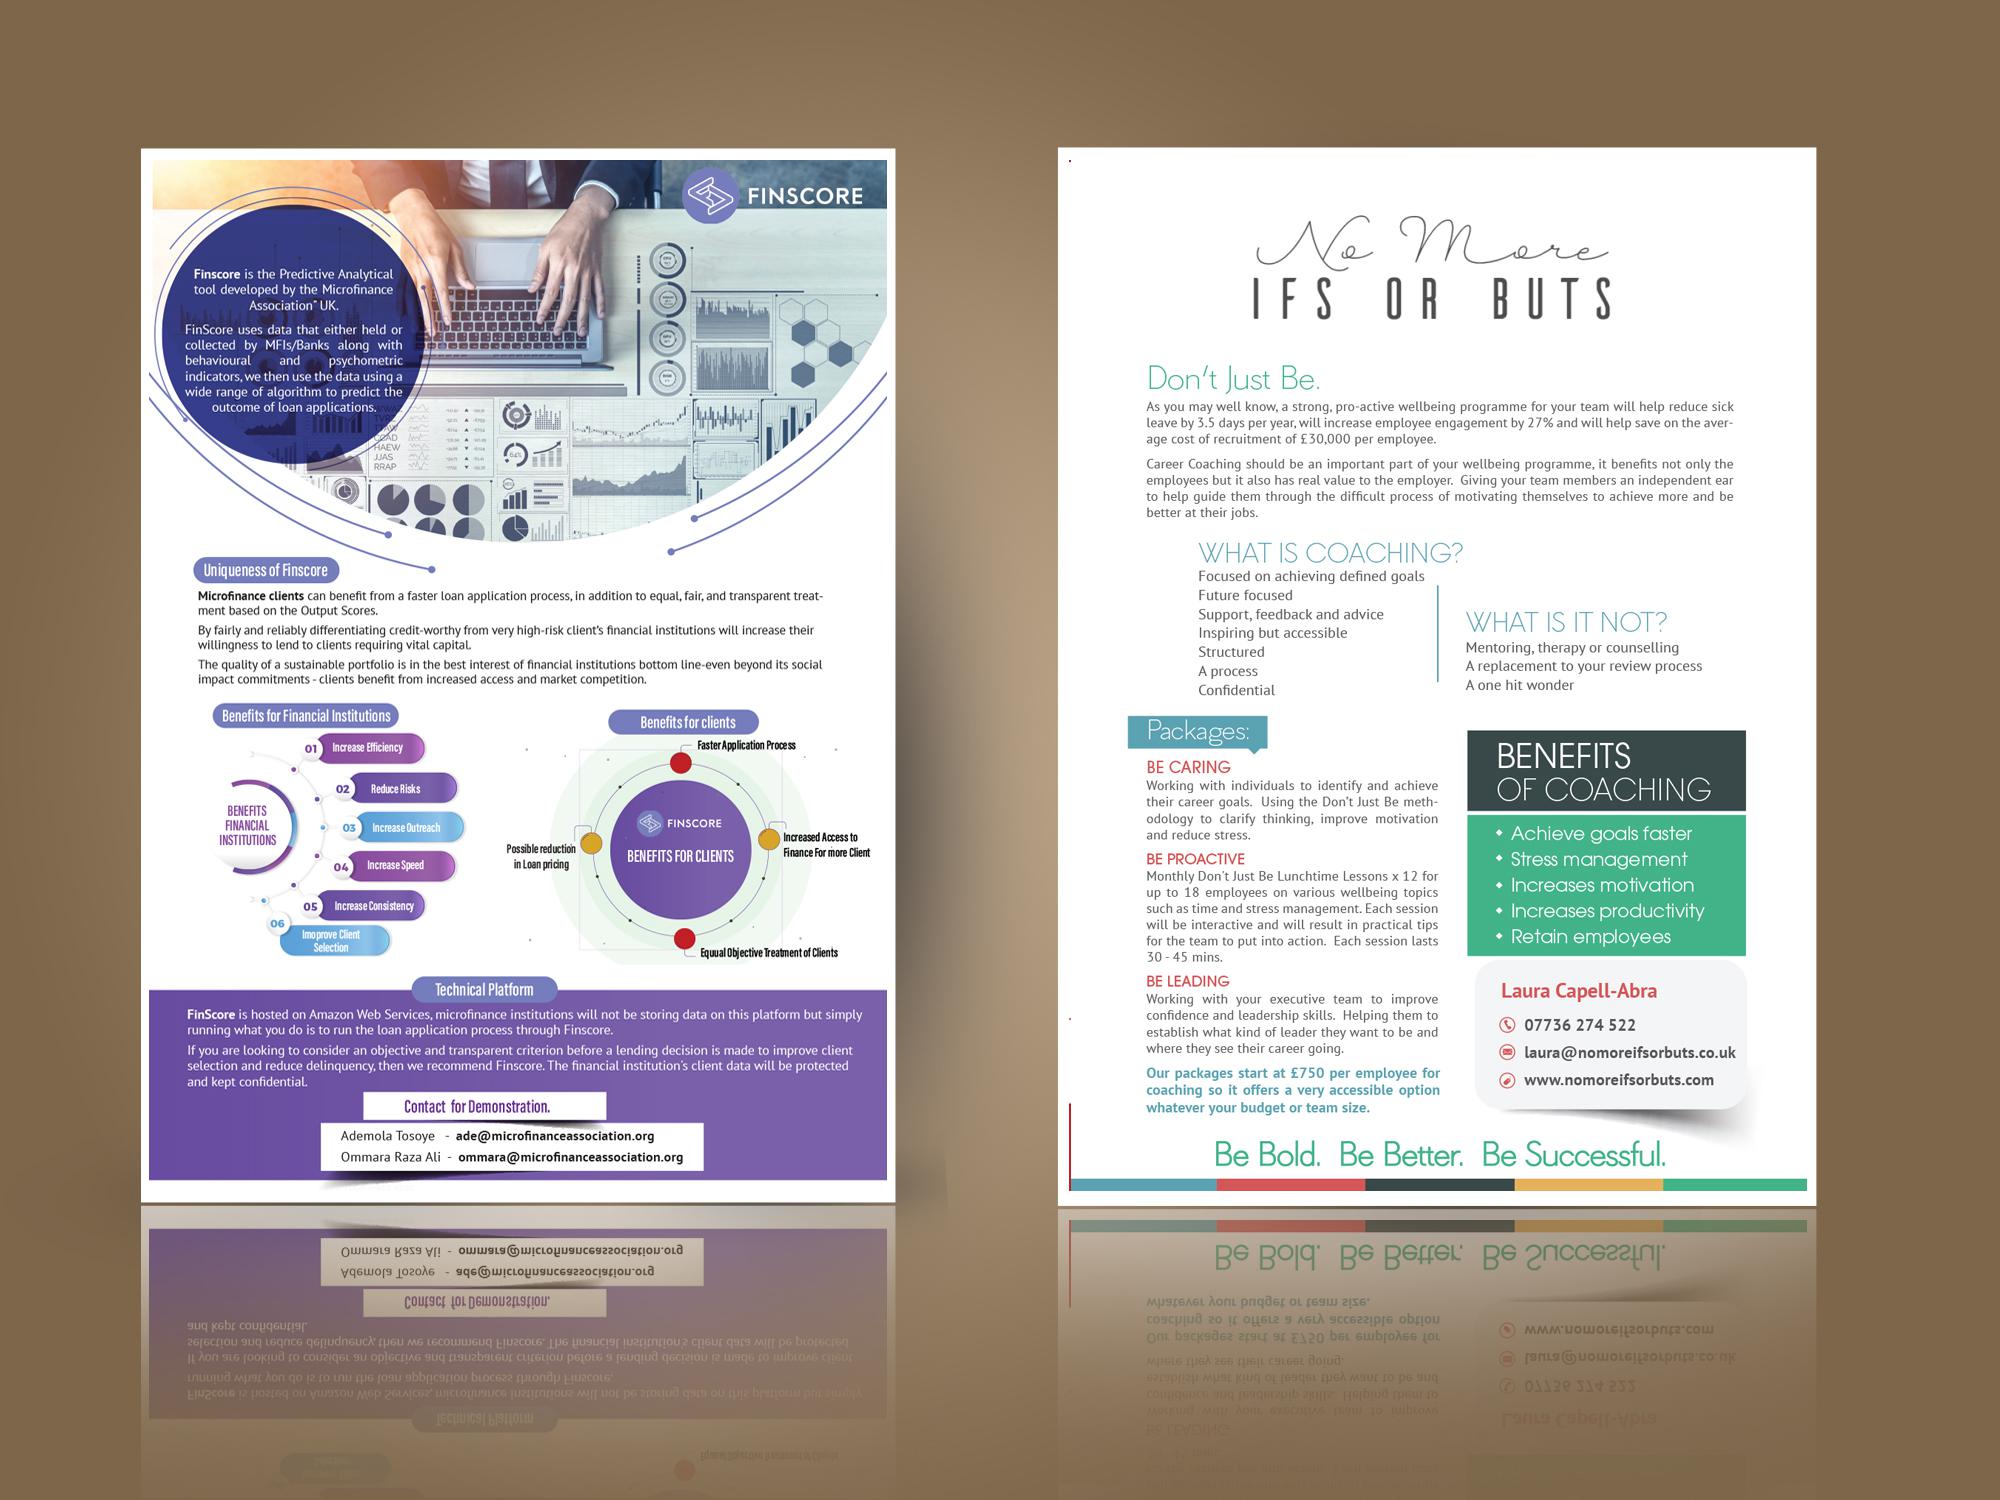 FINSCORE
Finscore is the Predictive Analytical
tool developed by the Microfinance
Association" UK.
FinScore uses data that either held or
collected by MFIs/Banks along with
behavioural and psychometric
indicators, we then use the data using a
wide range of algorithm to predict the
outcome of loan applications.
HAEW
JJAS
RRAP
64%
Uniqueness of Finscore
Microfinance clients can benefit from a faster loan application process, in addition to equal, fair, and transparent treat-
ment based on the Output Scores.
By fairly and reliably differentiating credit-worthy from very high-risk client's financial institutions will increase their
willingness to lend to clients requiring vital capital.
The quality of a sustainable portfolio is in the best interest of financial institutions bottom line-even beyond its social
impact commitments - clients benefit from increased access and market competition.
Benefits for Financial Institutions
BENEFITS
FINANCIAL
INSTITUTIONS
01 Increase Efficiency
02 Reduce Risks
03 Increase Outreach
04 Increase Speed
05 Increase Consistency
06 Imoprove Client
Selection
Benefits for clients
Faster Application Process
Possible reduction
in Loan pricing
FINSCORE
BENEFITS FOR CLIENTS
Increased Access to
Finance For more Client
Equual Objective Treatment of Clients
Technical Platform
FinScore is hosted on Amazon Web Services, microfinance institutions will not be storing data on this platform but simply
running what you do is to run the loan application process through Finscore.
If you are looking to consider an objective and transparent criterion before a lending decision is made to improve client
selection and reduce delinquency, then we recommend Finscore. The financial institution's client data will be protected
and kept confidential.
Contact for Demonstration.
Ademola Tosoye - ade@microfinanceassociation.org
Ommara Raza Ali - ommara@microfinanceassociation.org
No More
IFS OR BUTS
Don't Just Be.
As you may well know, a strong, pro-active wellbeing programme for your team will help reduce sick
leave by 3.5 days per year, will increase employee engagement by 27% and will help save on the aver-
age cost of recruitment of £30,000 per employee.
Career Coaching should be an important part of your wellbeing programme, it benefits not only the
employees but it also has real value to the employer. Giving your team members an independent ear
to help guide them through the difficult process of motivating themselves to achieve more and be
better at their jobs.
WHAT IS COACHING?
Focused on achieving defined goals
Future focused
Support, feedback and advice
Inspiring but accessible
Structured
A process
Confidential
WHAT IS IT NOT?
Mentoring, therapy or counselling
A replacement to your review process
A one hit wonder
Packages:
BE CARING
Working with individuals to identify and achieve
their career goals. Using the Don't Just Be meth-
odology to clarify thinking, improve motivation
and reduce stress.
BE PROACTIVE
Monthly Don't Just Be Lunchtime Lessons x 12 for
up to 18 employees on various wellbeing topics
such as time and stress management. Each session
will be interactive and will result in practical tips
for the team to put into action. Each session lasts
30 - 45 mins.
BE LEADING
Working with your executive team to improve
confidence and leadership skills. Helping them to
establish what kind of leader they want to be and
where they see their career going.
Our packages start at £750 per employee for
coaching so it offers a very accessible option
whatever your budget or team size.
BENEFITS
OF COACHING
Achieve goals faster
Stress management
Increases motivation
Increases productivity
Retain employees
Laura Capell-Abra
07736 274 522
laura@nomoreifsorbuts.co.uk
www.nomoreifsorbuts.com
Be Bold. Be Better. Be Successful.